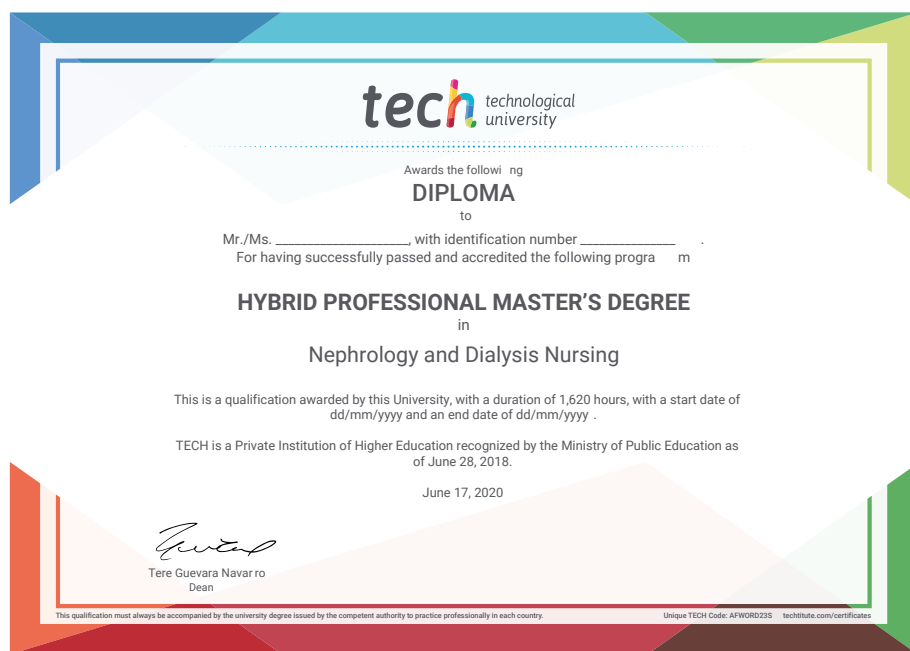 tech technological
university
Awards the followi ng
DIPLOMA
to
Mr./Ms. _____________________, with identification number _______________ .
For having successfully passed and accredited the following progra m
HYBRID PROFESSIONAL MASTER’S DEGREE
in
Nephrology and Dialysis Nursing
This is a qualification awarded by this University, with a duration of 1,620 hours, with a start date of
dd/mm/yyyy and an end date of dd/mm/yyyy .
TECH is a Private Institution of Higher Education recognized by the Ministry of Public Education as
of June 28, 2018.
June 17, 2020
Tere Guevara Navarro
Dean
This qualification must always be accompanied by the university degree issued by the competent authority to practice professionally in each country. Unique TECH Code: AFWORD23S techtitute.com/certificates